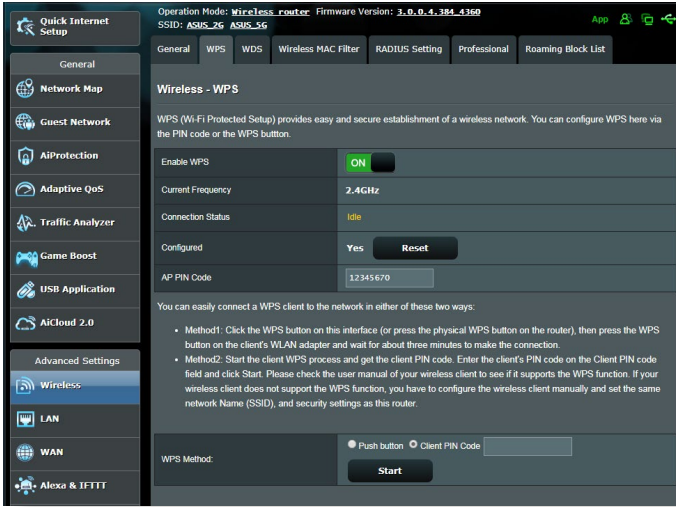 Quick Internet
Setup
General
Network Map
Guest Network
AiProtection
Adaptive QoS
Traffic Analyzer
Game Boost
USB Application
AiCloud 2.0
Advanced Settings
Wireless
LAN
WAN
Alexa & IFTTT
Operation Mode: Wireless router Firmware Version: 3.0.0.4.384_4360
SSID: ASUS_2G ASUS_5G
App
General WPS WDS Wireless MAC Filter RADIUS Setting Professional Roaming Block List
Wireless - WPS
WPS (Wi-Fi Protected Setup) provides easy and secure establishment of a wireless network. You can configure WPS here via
the PIN code or the WPS buttton.
Enable WPS ON
Current Frequency 2.4GHz
Connection Status Idle
Configured Yes Reset
AP PIN Code 12345670
You can easily connect a WPS client to the network in either of these two ways:
• Method1: Click the WPS button on this interface (or press the physical WPS button on the router), then press the WPS
button on the client's WLAN adapter and wait for about three minutes to make the connection.
• Method2: Start the client WPS process and get the client PIN code. Enter the client's PIN code on the Client PIN code
field and click Start. Please check the user manual of your wireless client to see if it supports the WPS function. If your
wireless client does not support the WPS function, you have to configure the wireless client manually and set the same
network Name (SSID), and security settings as this router.
WPS Method: Push button Client PIN Code
Start